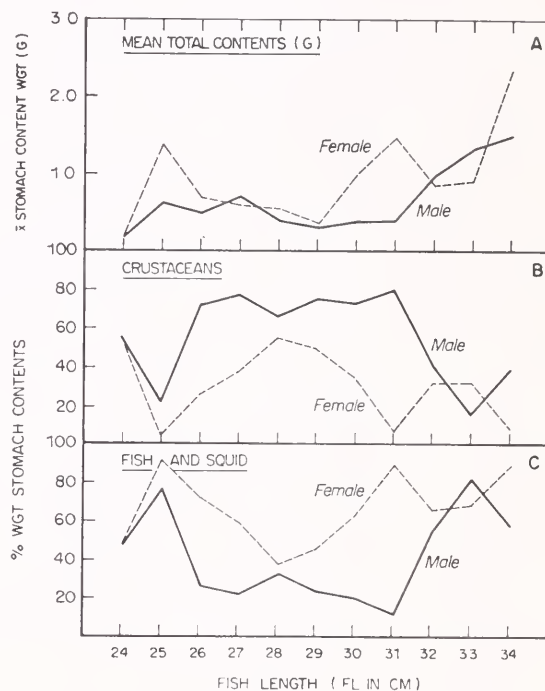 3.0
MEAN TOTAL CONTENTS (G)
A
2.0
Female
1.0
Male
x̄ STOMACH CONTENT WGT (G)
100
CRUSTACEANS
B
80
60
Male
40
20
Female
100
FISH AND SQUID
C
80
Female
60
40
Male
20
% WGT STOMACH CONTENTS
24 25 26 27 28 29 30 31 32 33 34
FISH LENGTH (FL IN CM)